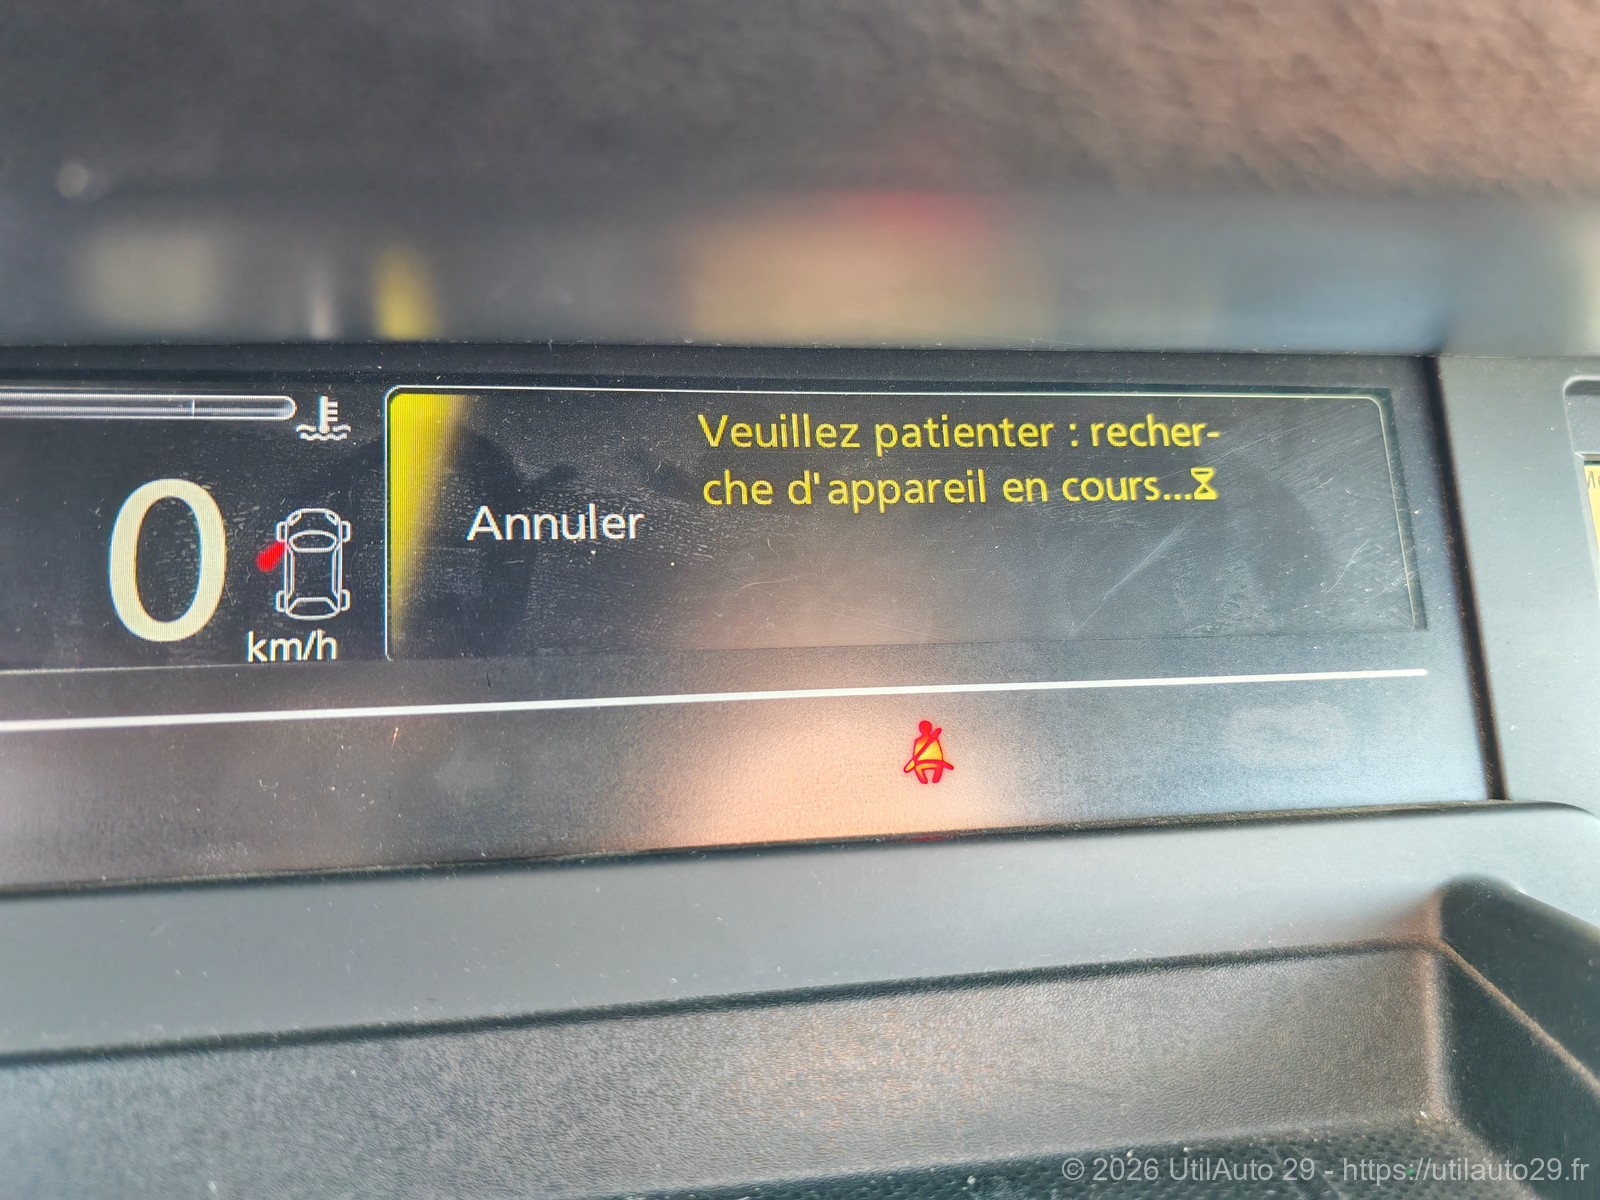 Veuillez patienter : recher-
che d'appareil en cours...
Annuler
0
km/h
© 2026 UtilAuto 29 - https://utilauto29.fr